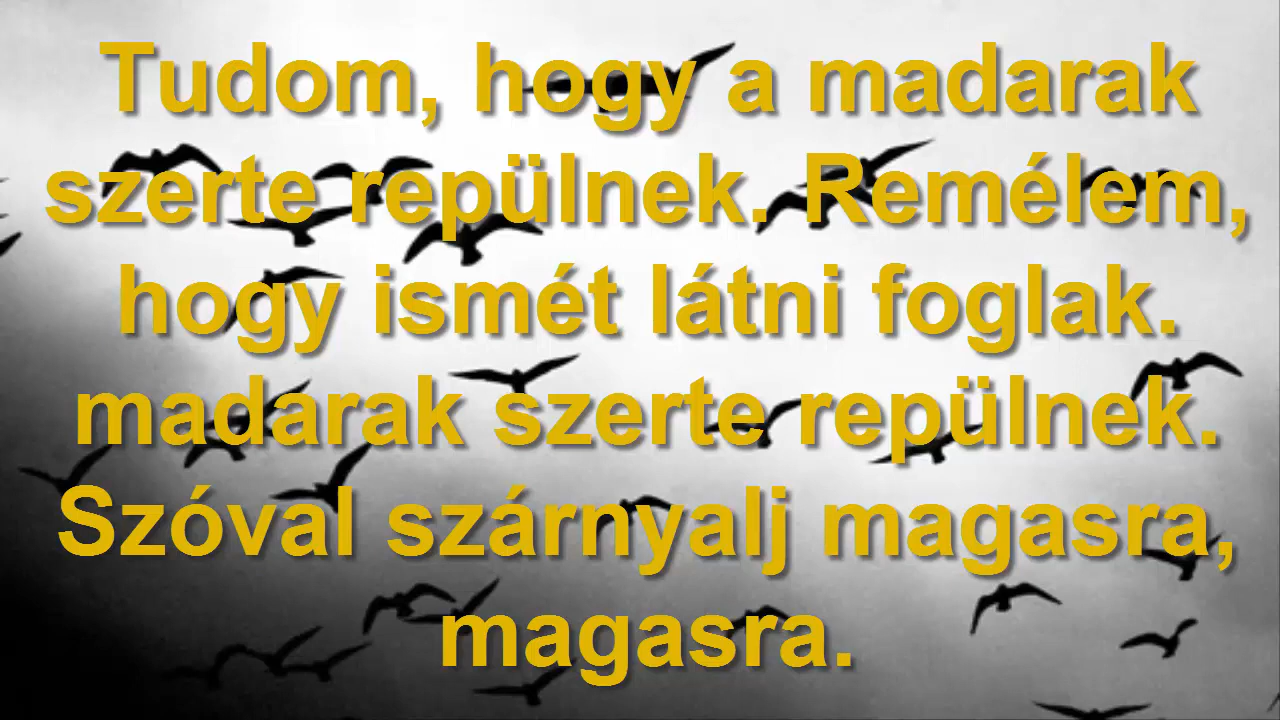 Tudom, hogy a madarak
szerte repülnek. Remélem,
hogy ismét látni foglak.
madarak szerte repülnek.
Szóval szárnyalj magasra,
magasra.